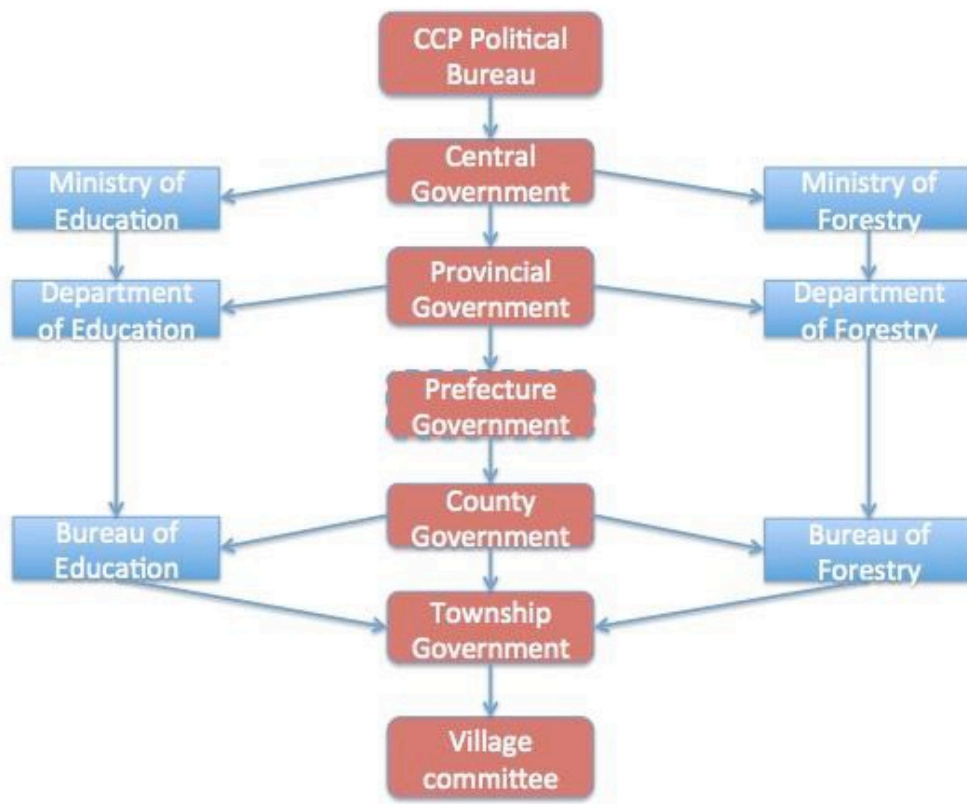 CCP Political
Bureau
Central
Government
Ministry of
Education
Ministry of
Forestry
Provincial
Government
Department
of Education
Department
of Forestry
Prefecture
Government
County
Government
Bureau of
Education
Bureau of
Forestry
Township
Government
Village
committee